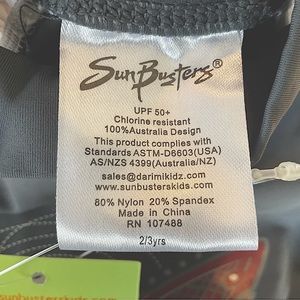 SunBusters®
UPF 50+
Chlorine resistant
100%Australia Design
This product complies with
Standards ASTM-D6603(USA)
AS/NZS 4399(Australia/NZ)
sales@darimikidz.com
www.sunbusterskids.com
80% Nylon 20% Spandex
Made in China
RN 107488
2/3yrs
sunbusterskids.com